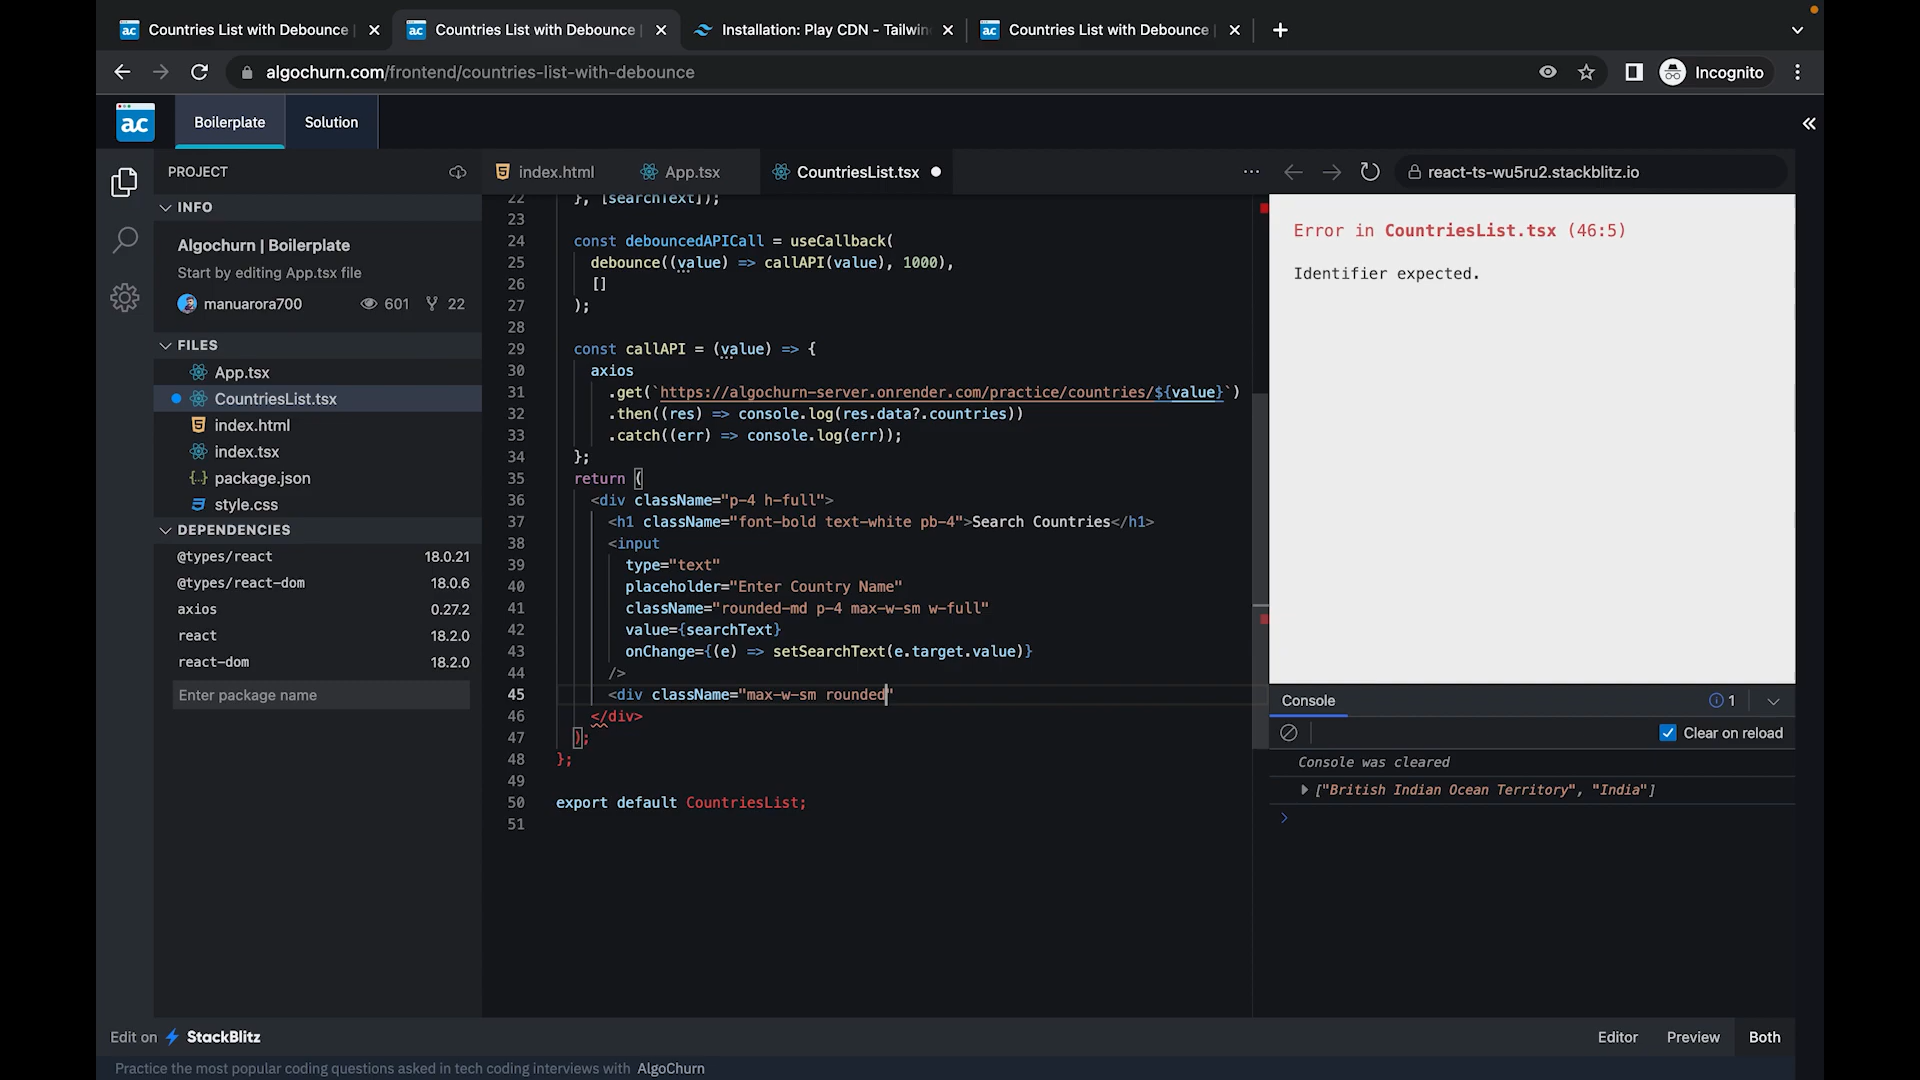 Countries List with Debounce
Countries List with Debounce
Installation: Play CDN - Tailwin
Countries List with Debounce
algochurn.com/frontend/countries-list-with-debounce
Incognito
ac
Boilerplate
Solution
PROJECT
index.html
App.tsx
CountriesList.tsx
react-ts-wu5ru2.stackblitz.io
INFO
Algochurn | Boilerplate
Start by editing App.tsx file
manuarora700
601
22
FILES
App.tsx
CountriesList.tsx
index.html
index.tsx
package.json
style.css
DEPENDENCIES
@types/react 18.0.21
@types/react-dom 18.0.6
axios 0.27.2
react 18.2.0
react-dom 18.2.0
Enter package name
22 }, [searchText]);
23
24 const debouncedAPICall = useCallback(
25 debounce((value) => callAPI(value), 1000),
26 []
27 );
28
29 const callAPI = (value) => {
30 axios
31 .get(`https://algochurn-server.onrender.com/practice/countries/${value}`)
32 .then((res) => console.log(res.data?.countries))
33 .catch((err) => console.log(err));
34 };
35 return (
36 <div className="p-4 h-full">
37 <h1 className="font-bold text-white pb-4">Search Countries</h1>
38 <input
39 type="text"
40 placeholder="Enter Country Name"
41 className="rounded-md p-4 max-w-sm w-full"
42 value={searchText}
43 onChange={(e) => setSearchText(e.target.value)}
44 />
45 <div className="max-w-sm rounded"
46 </div>
47 );
48 };
49
50 export default CountriesList;
51
Error in CountriesList.tsx (46:5)
Identifier expected.
Console
1
Clear on reload
Console was cleared
["British Indian Ocean Territory", "India"]
Edit on StackBlitz
Editor
Preview
Both
Practice the most popular coding questions asked in tech coding interviews with AlgoChurn